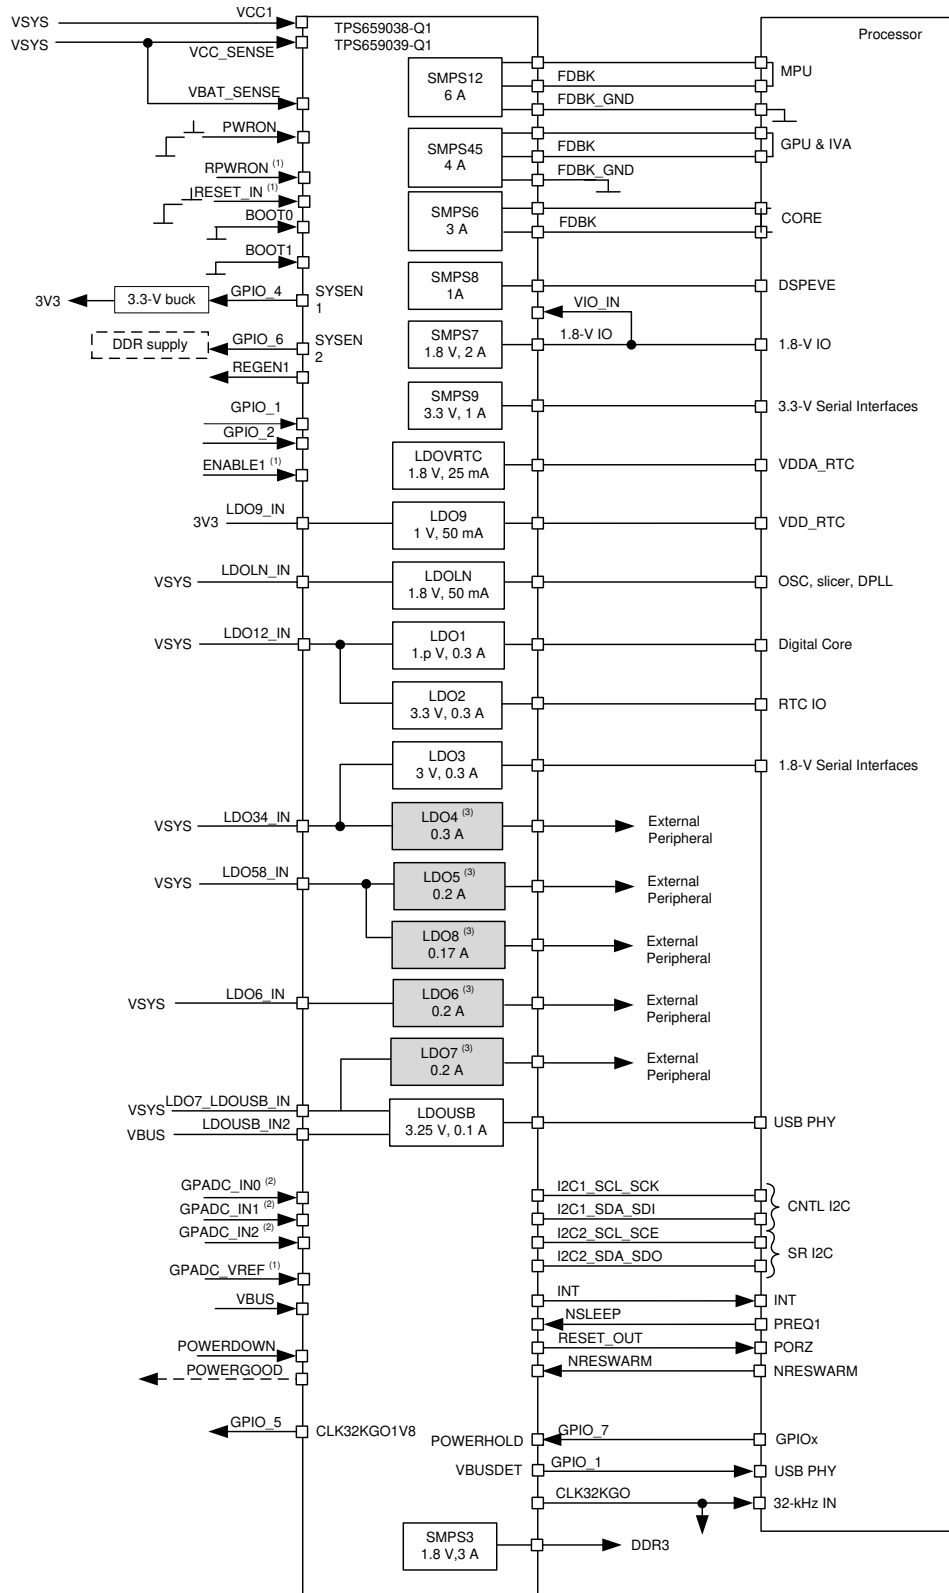 VCC1
VSYS
TPS659038-Q1
Processor
VSYS
TPS659039-Q1
VCC_SENSE
SMPS12
6 A
FDBK
MPU
VBAT_SENSE
FDBK_GND
PWRON
SMPS45
4 A
FDBK
GPU & IVA
RPWRON (1)
FDBK_GND
RESET_IN (1)
SMPS6
3 A
FDBK
CORE
BOOT0
BOOT1
SMPS8
1A
DSPEVE
3V3
3.3-V buck
GPIO_4
SYSEN
1
VIO_IN
DDR supply
GPIO_6
SYSEN
2
SMPS7
1.8 V, 2 A
1.8-V IO
1.8-V IO
REGEN1
SMPS9
3.3 V, 1 A
3.3-V Serial Interfaces
GPIO_1
GPIO_2
ENABLE1 (1)
LDOVRTC
1.8 V, 25 mA
VDDA_RTC
3V3
LDO9_IN
LDO9
1 V, 50 mA
VDD_RTC
VSYS
LDOLN_IN
LDOLN
1.8 V, 50 mA
OSC, slicer, DPLL
VSYS
LDO12_IN
LDO1
1.p V, 0.3 A
Digital Core
LDO2
3.3 V, 0.3 A
RTC IO
LDO3
3 V, 0.3 A
1.8-V Serial Interfaces
VSYS
LDO34_IN
LDO4 (3)
0.3 A
External
Peripheral
VSYS
LDO58_IN
LDO5 (3)
0.2 A
External
Peripheral
LDO8 (3)
0.17 A
External
Peripheral
VSYS
LDO6_IN
LDO6 (3)
0.2 A
External
Peripheral
LDO7 (3)
0.2 A
External
Peripheral
VSYS
LDO7_LDOUSB_IN
VBUS
LDOUSB_IN2
LDOUSB
3.25 V, 0.1 A
USB PHY
GPADC_IN0 (2)
GPADC_IN1 (2)
GPADC_IN2 (2)
GPADC_VREF (1)
VBUS
I2C1_SCL_SCK
I2C1_SDA_SDI
CNTL I2C
I2C2_SCL_SCE
I2C2_SDA_SDO
SR I2C
INT
INT
NSLEEP
PREQ1
POWERDOWN
RESET_OUT
PORZ
POWERGOOD
NRESWARM
NRESWARM
GPIO_5
CLK32KGO1V8
POWERHOLD
GPIO_7
GPIOx
VBUSDET
GPIO_1
USB PHY
CLK32KGO
32-kHz IN
SMPS3
1.8 V,3 A
DDR3